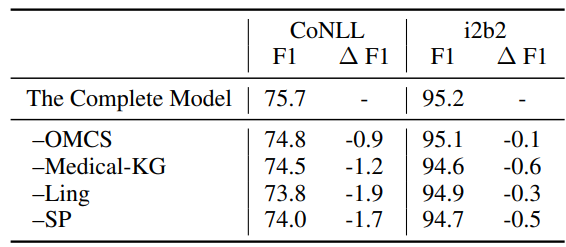 CoNLL i2b2
F1 Δ F1 F1 Δ F1
The Complete Model 75.7 - 95.2 -
–OMCS 74.8 -0.9 95.1 -0.1
–Medical-KG 74.5 -1.2 94.6 -0.6
–Ling 73.8 -1.9 94.9 -0.3
–SP 74.0 -1.7 94.7 -0.5